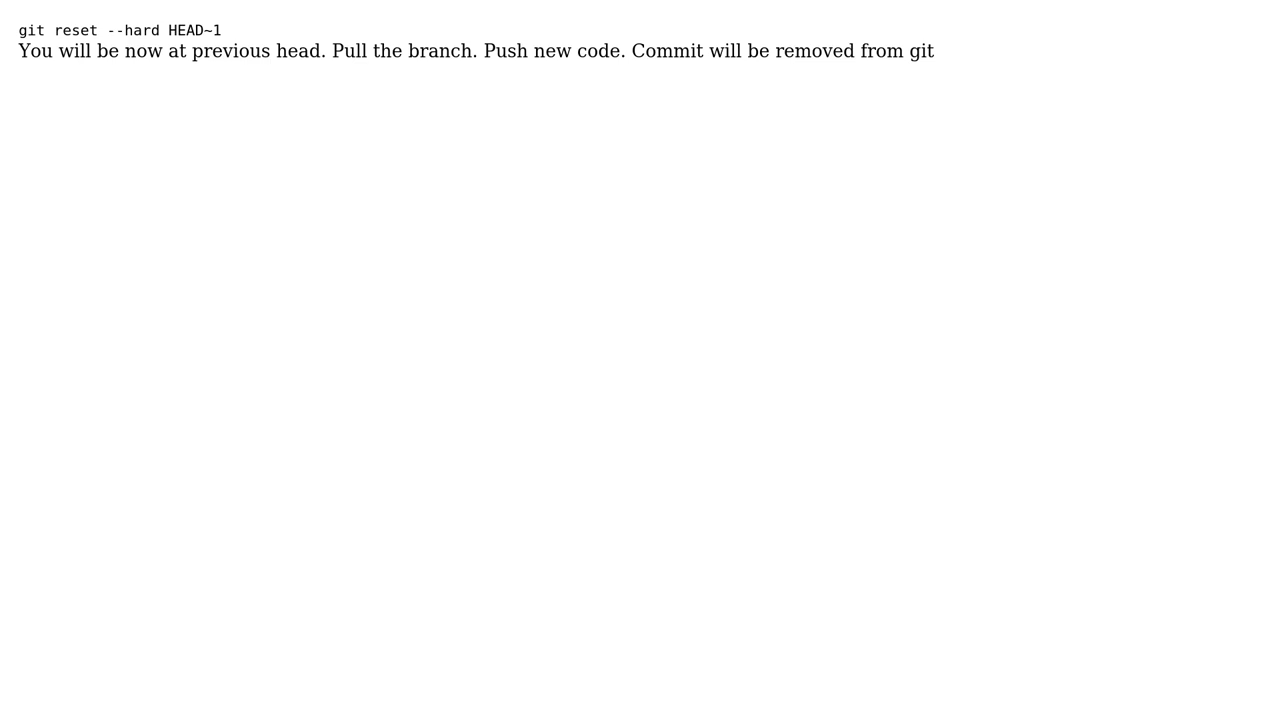 git reset --hard HEAD~1
You will be now at previous head. Pull the branch. Push new code. Commit will be removed from git